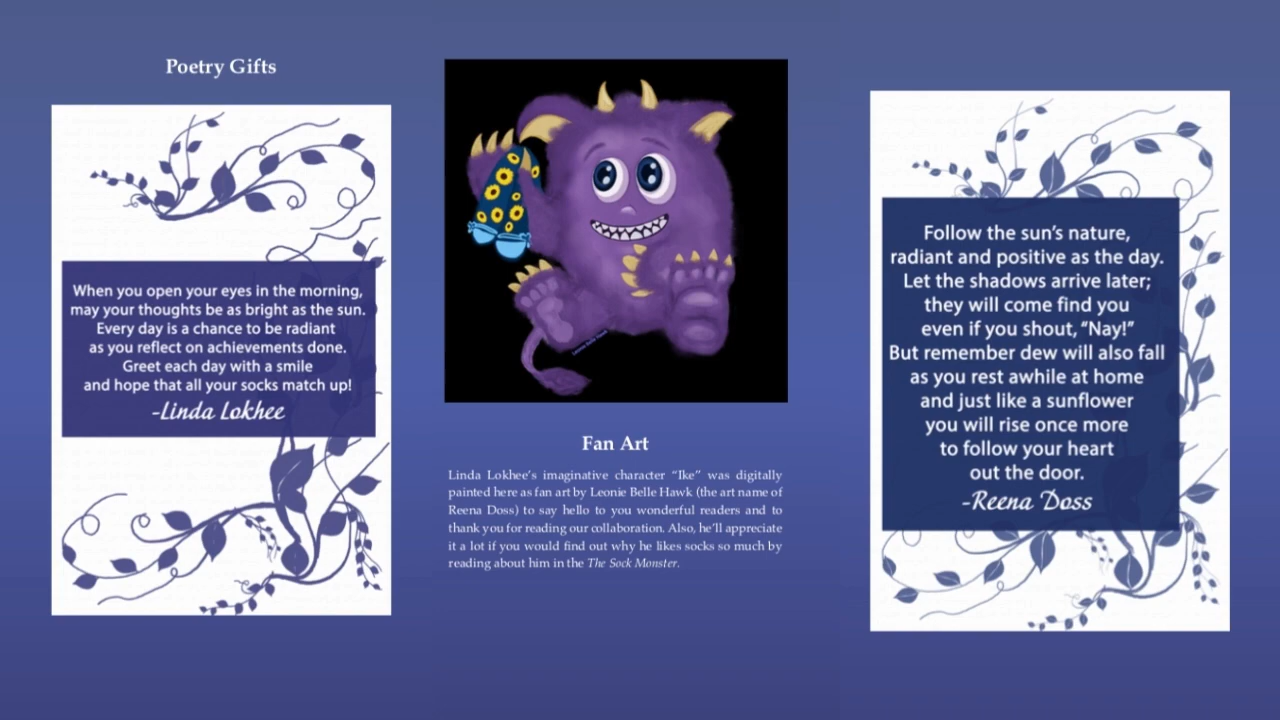 Poetry Gifts
When you open your eyes in the morning,
may your thoughts be as bright as the sun.
Every day is a chance to be radiant
as you reflect on achievements done.
Greet each day with a smile
and hope that all your socks match up!
-Linda Lokhee
Fan Art
Linda Lokhee's imaginative character “Ike” was digitally
painted here as fan art by Leonie Belle Hawk (the art name of
Reena Doss) to say hello to you wonderful readers and to
thank you for reading our collaboration. Also, he’ll appreciate
it a lot if you would find out why he likes socks so much by
reading about him in the The Sock Monster.
Follow the sun’s nature,
radiant and positive as the day.
Let the shadows arrive later;
they will come find you
even if you shout, “Nay!”
But remember dew will also fall
as you rest awhile at home
and just like a sunflower
you will rise once more
to follow your heart
out the door.
-Reena Doss